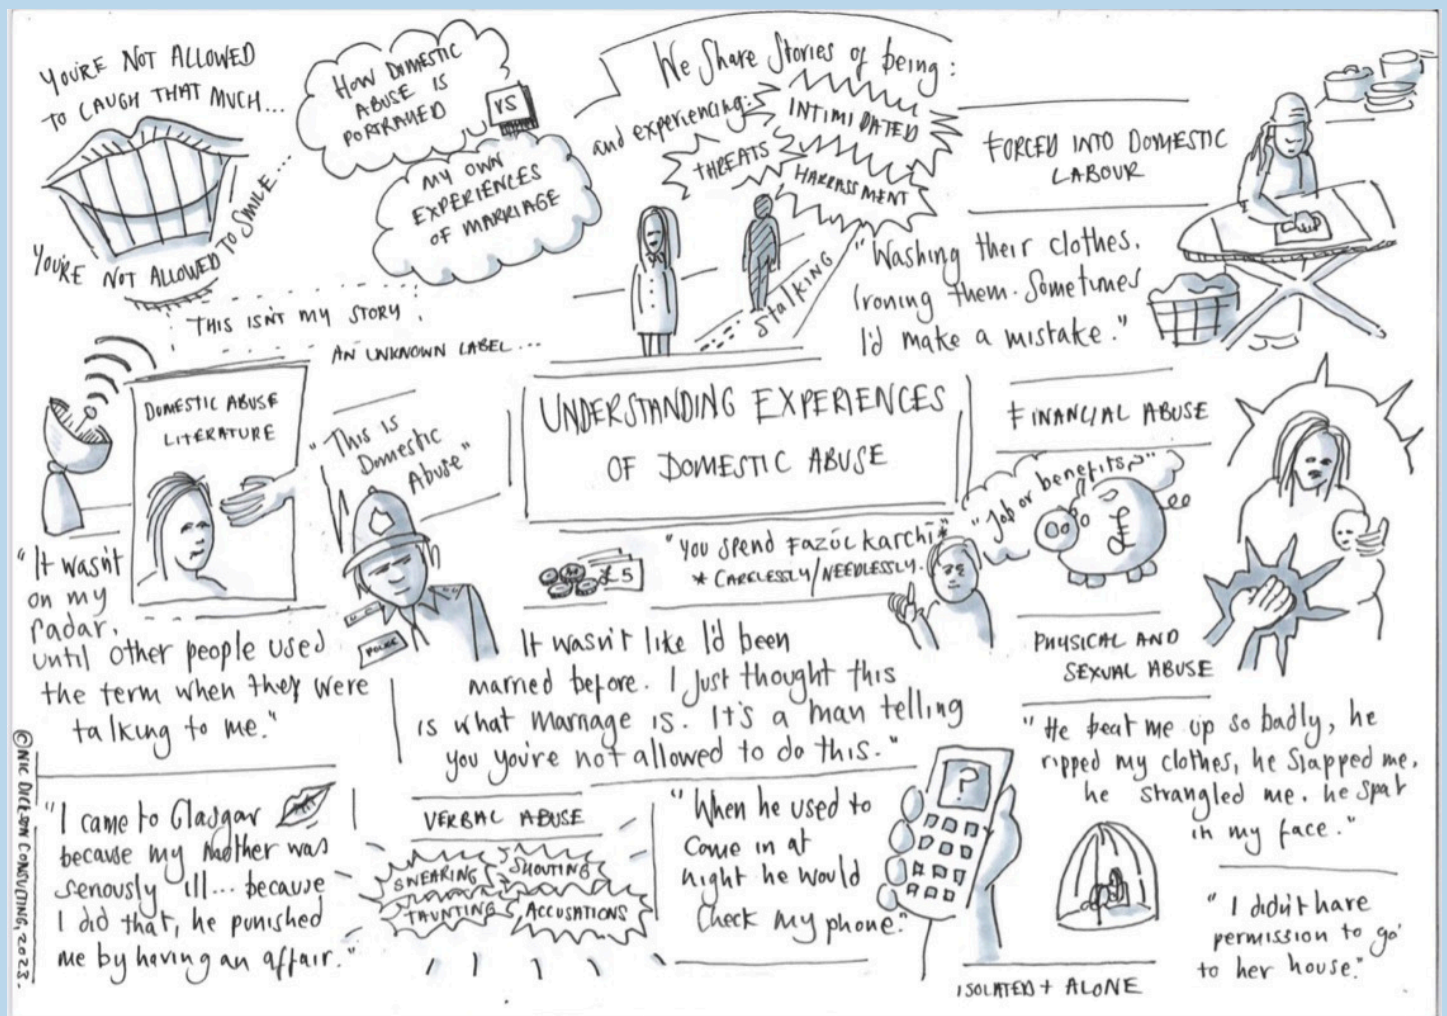 YOU'RE NOT ALLOWED
TO LAUGH THAT MUCH...
YOU'RE NOT ALLOWED TO SMILE...
HOW DOMESTIC
ABUSE IS
PORTRAYED
VS
MY OWN
EXPERIENCES
OF MARRIAGE
We Share Stories of being:
and experiencing:
INTIMIDATED
THREATS
HARRASSMENT
Stalking
FORCED INTO DOMESTIC
LABOUR
"Washing their clothes.
Ironing them. Sometimes
I'd make a mistake."
THIS ISN'T MY STORY
AN UNKNOWN LABEL...
DOMESTIC ABUSE
LITERATURE
"This is
Domestic
Abuse"
POLICE
"It wasn't
on my
radar.
until other people used
the term when they were
talking to me."
UNDERSTANDING EXPERIENCES
OF DOMESTIC ABUSE
FINANCIAL ABUSE
"Job or benefits?"
£
£5
"You spend Fazúl Karchi"*
* CARELESSLY/NEEDLESSLY.
It wasn't like I'd been
married before. I just thought this
is what marriage is. It's a man telling
you you're not allowed to do this."
PHYSICAL AND
SEXUAL ABUSE
"He beat me up so badly, he
ripped my clothes, he slapped me.
he strangled me. he spat
in my face."
"I came to Glasgow
because my mother was
seriously ill... because
I did that, he punished
me by having an affair."
VERBAL ABUSE
SWEARING
SHOUTING
TAUNTING
ACCUSATIONS
"When he used to
come in at
night he would
check my phone."
?
ISOLATED + ALONE
"I didn't have
permission to go
to her house."
©NIC DICKSON CONSULTING, 2023.